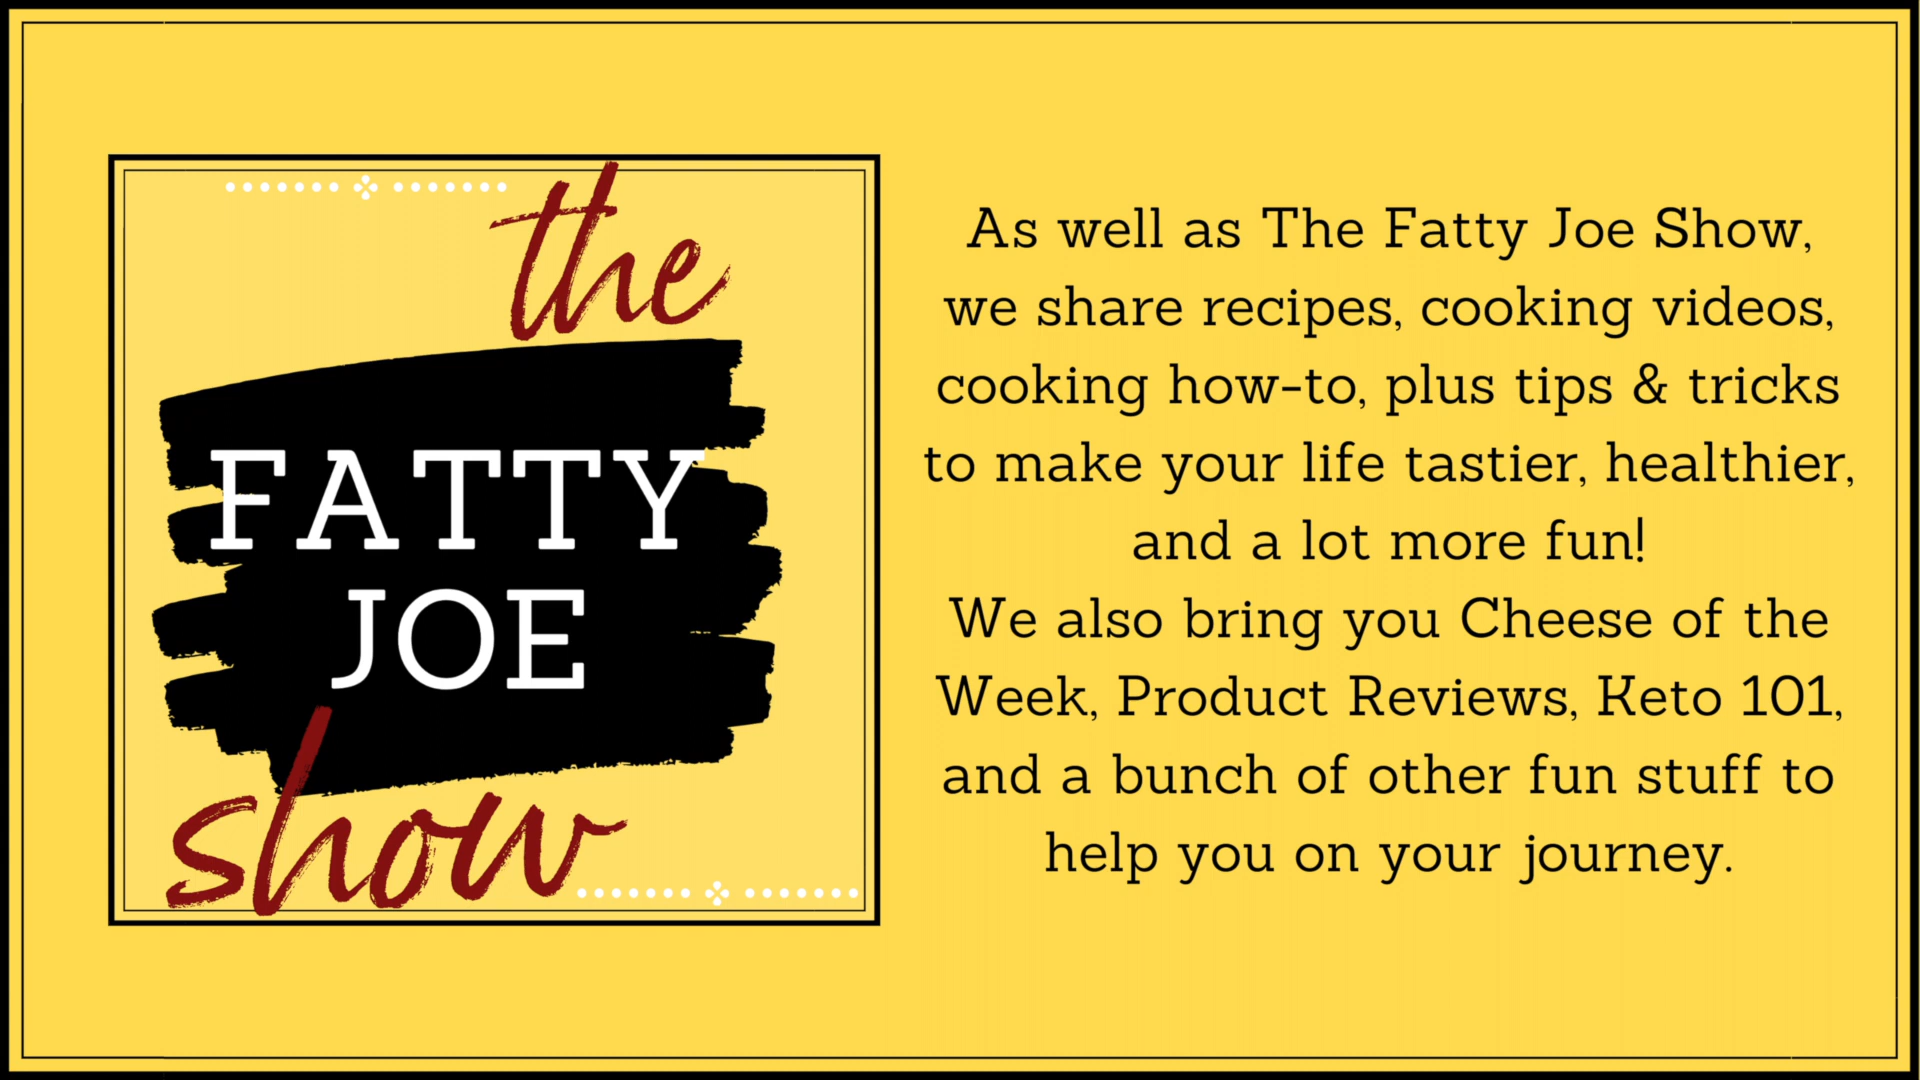 the
FATTY
JOE
show
As well as The Fatty Joe Show,
we share recipes, cooking videos,
cooking how-to, plus tips & tricks
to make your life tastier, healthier,
and a lot more fun!
We also bring you Cheese of the
Week, Product Reviews, Keto 101,
and a bunch of other fun stuff to
help you on your journey.